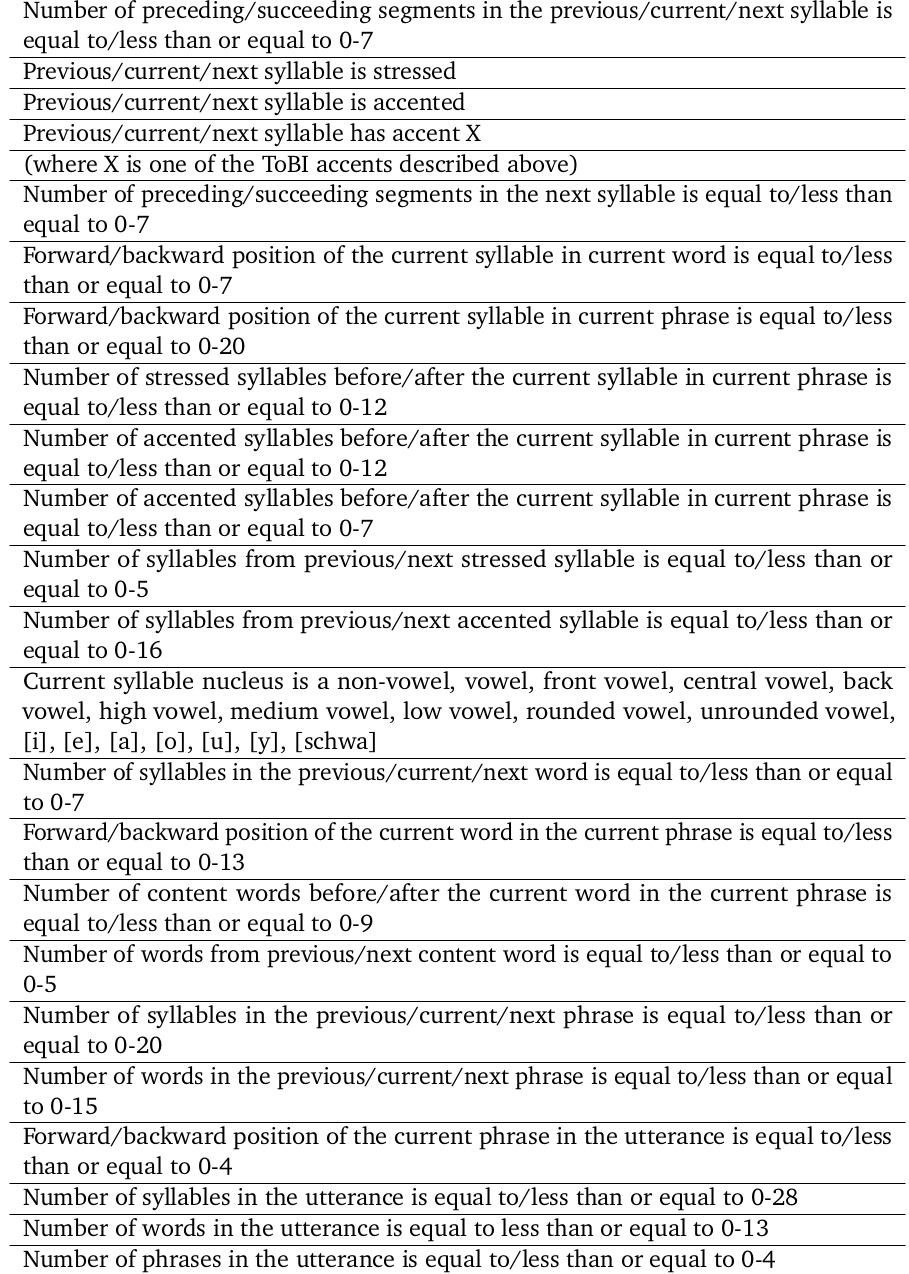 Number of preceding/succeeding segments in the previous/current/next syllable is
equal to/less than or equal to 0-7
Previous/current/next syllable is stressed
Previous/current/next syllable is accented
Previous/current/next syllable has accent X
(where X is one of the ToBI accents described above)
Number of preceding/succeeding segments in the next syllable is equal to/less than
equal to 0-7
Forward/backward position of the current syllable in current word is equal to/less
than or equal to 0-7
Forward/backward position of the current syllable in current phrase is equal to/less
than or equal to 0-20
Number of stressed syllables before/after the current syllable in current phrase is
equal to/less than or equal to 0-12
Number of accented syllables before/after the current syllable in current phrase is
equal to/less than or equal to 0-12
Number of accented syllables before/after the current syllable in current phrase is
equal to/less than or equal to 0-7
Number of syllables from previous/next stressed syllable is equal to/less than or
equal to 0-5
Number of syllables from previous/next accented syllable is equal to/less than or
equal to 0-16
Current syllable nucleus is a non-vowel, vowel, front vowel, central vowel, back
vowel, high vowel, medium vowel, low vowel, rounded vowel, unrounded vowel,
[i], [e], [a], [o], [u], [y], [schwa]
Number of syllables in the previous/current/next word is equal to/less than or equal
to 0-7
Forward/backward position of the current word in the current phrase is equal to/less
than or equal to 0-13
Number of content words before/after the current word in the current phrase is
equal to/less than or equal to 0-9
Number of words from previous/next content word is equal to/less than or equal to
0-5
Number of syllables in the previous/current/next phrase is equal to/less than or
equal to 0-20
Number of words in the previous/current/next phrase is equal to/less than or equal
to 0-15
Forward/backward position of the current phrase in the utterance is equal to/less
than or equal to 0-4
Number of syllables in the utterance is equal to/less than or equal to 0-28
Number of words in the utterance is equal to less than or equal to 0-13
Number of phrases in the utterance is equal to/less than or equal to 0-4